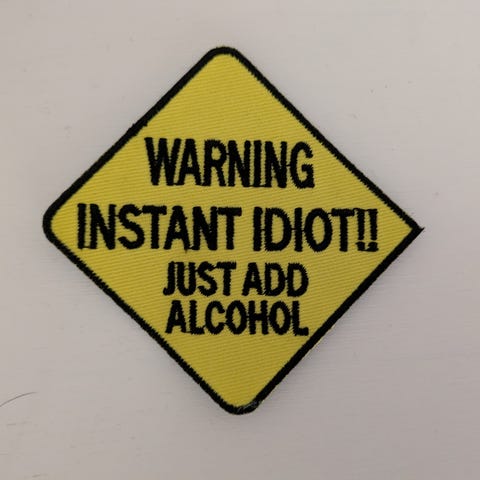 WARNING
INSTANT IDIOT!!
JUST ADD
ALCOHOL